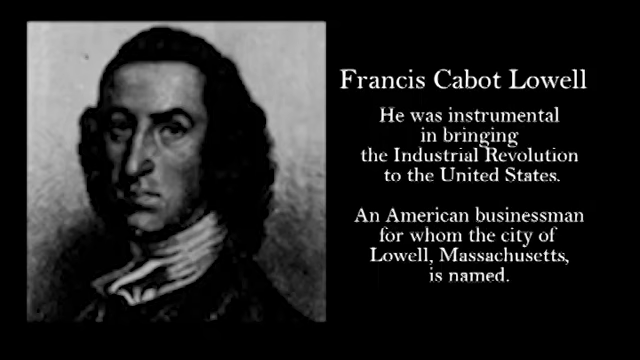 Francis Cabot Lowell
He was instrumental
in bringing
the Industrial Revolution
to the United States.
An American businessman
for whom the city of
Lowell, Massachusetts,
is named.